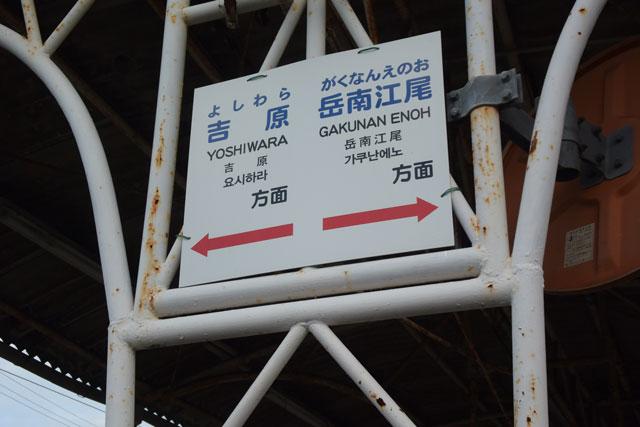 よしわら
吉原
YOSHIWARA
吉原
요시하라
方面
がくなんえのお
岳南江尾
GAKUNAN ENOH
岳南江尾
가쿠난에노
方面